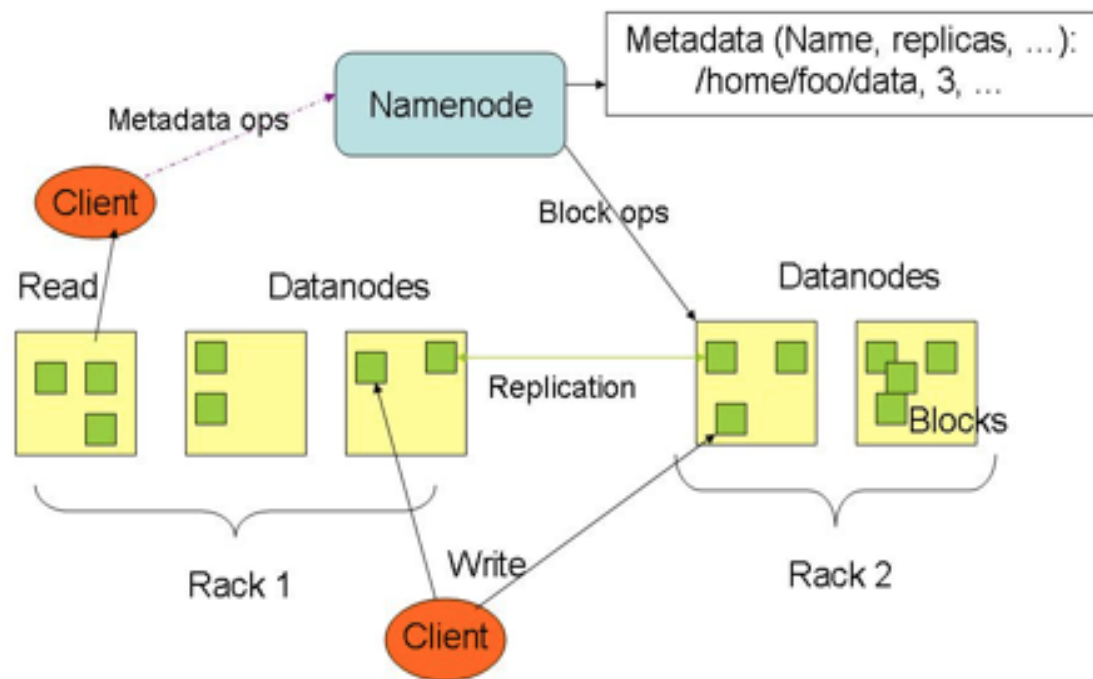 Metadata (Name, replicas, ...):
/home/foo/data, 3, ...
Namenode
Metadata ops
Client
Block ops
Read
Datanodes
Datanodes
Replication
Blocks
Rack 1
Write
Rack 2
Client